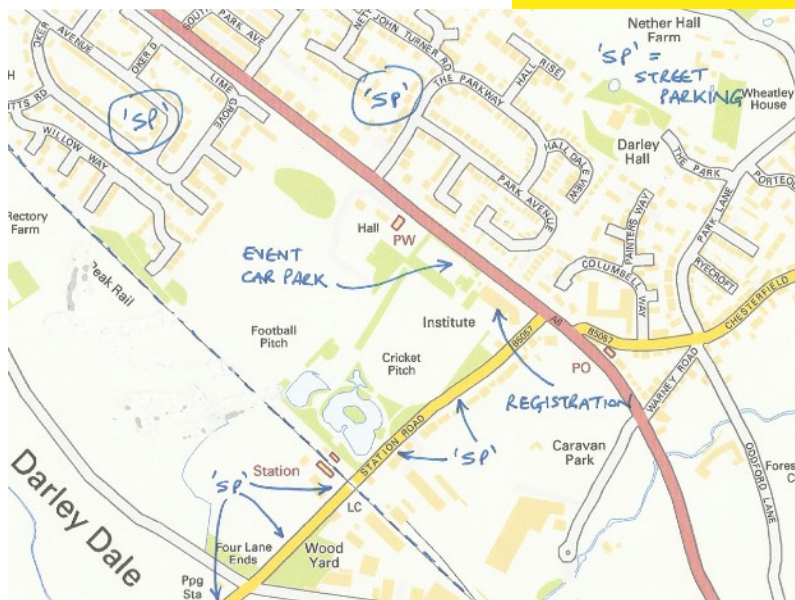 OKER
AVENUE
OKER D
SOUTH
PARK AVE
LIME
GROVE
JOHN TURNER RD
HALL
RISE
THE PARKWAY
Nether Hall
Farm
'SP' =
STREET
PARKING
Wheatley
House
'SP'
'SP'
WILLOW WAY
HALL DALE
VIEW
PARK AVENUE
Darley
Hall
THE PARK
PARK LANE
Rectory
Farm
Hall
PW
PAINTERS WAY
COLUMBELL WAY
RYECROFT
EVENT
CAR PARK
Peak Rail
CHESTERFIELD
Football
Pitch
Institute
B5057
A6
B5057
PO
Cricket
Pitch
REGISTRATION
WARNEY ROAD
STATION ROAD
'SP'
Caravan
Park
ODDFORD LANE
Station
'SP'
LC
Darley Dale
Four Lane
Ends
Wood
Yard
Ppg
Sta